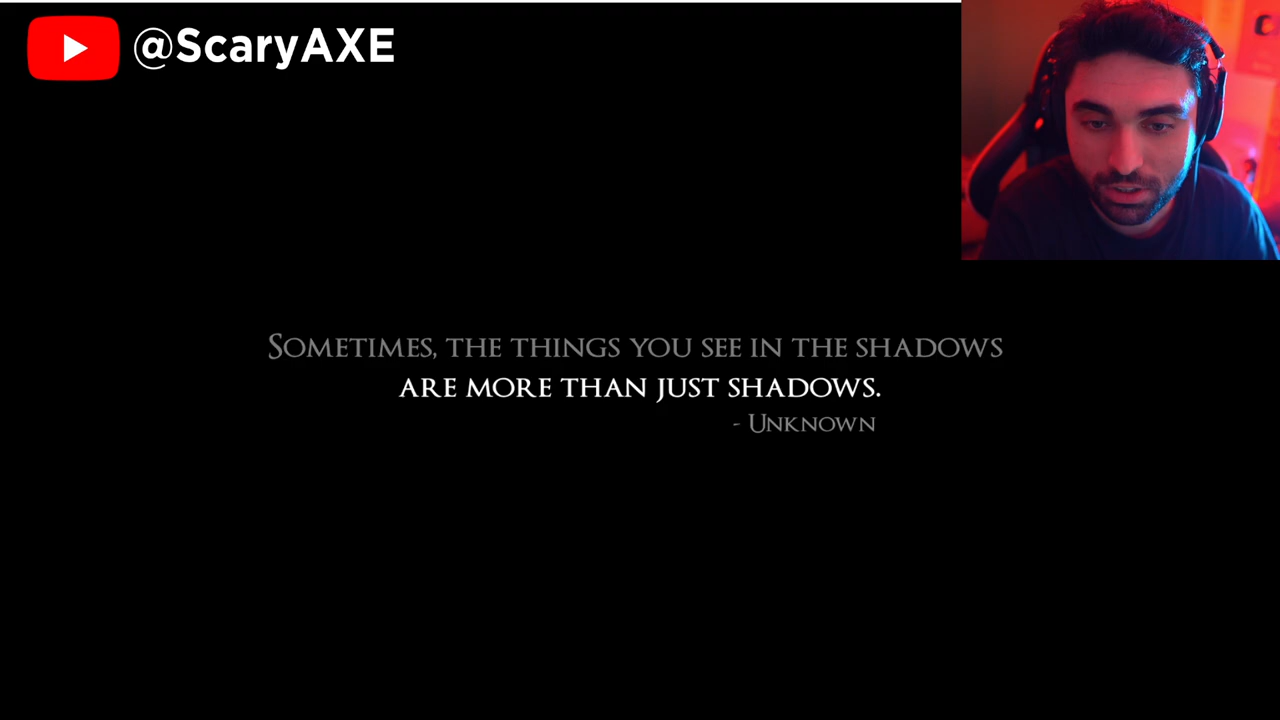 @ScaryAXE
Sometimes, the things you see in the shadows
are more than just shadows.
- Unknown